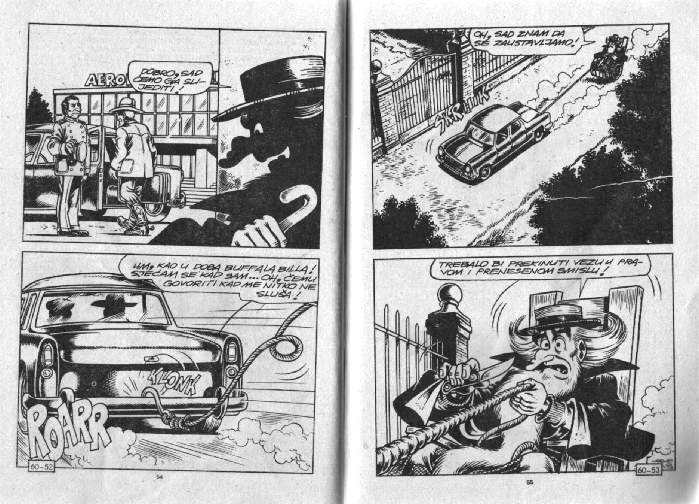 AERO
DOBRO, SAD
ĆEMO GA SLI-
JEDITI!
HM, KAO U DOBA BUFFALA BILLA!
SJEĆAM SE KAD SAM... OH, ČEMU
GOVORITI KAD ME NITKO NE
SLUŠA!
KLONK
ROARR
60-52
54
OH, SAD ZNAM DA
SE ZAUSTAVLJAMO!
TREBALO BI PREKINUTI VEZU U PRA-
VOM I PRENESENOM SMISLU!
60-53
55